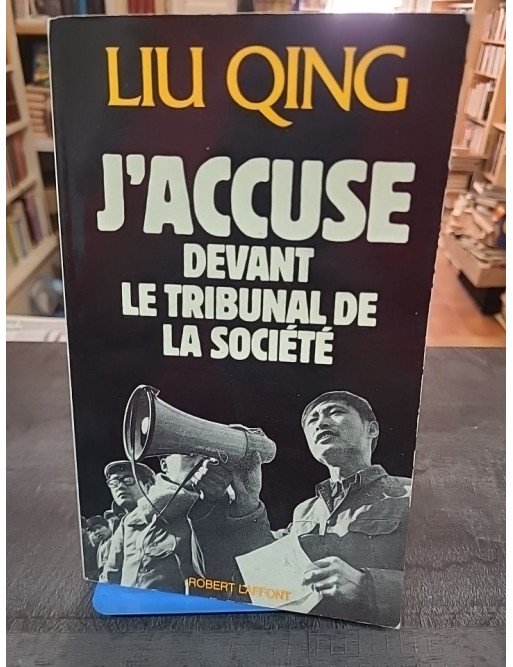 LIU QING
J'ACCUSE
DEVANT
LE TRIBUNAL DE
LA SOCIÉTÉ
ROBERT LAFFONT